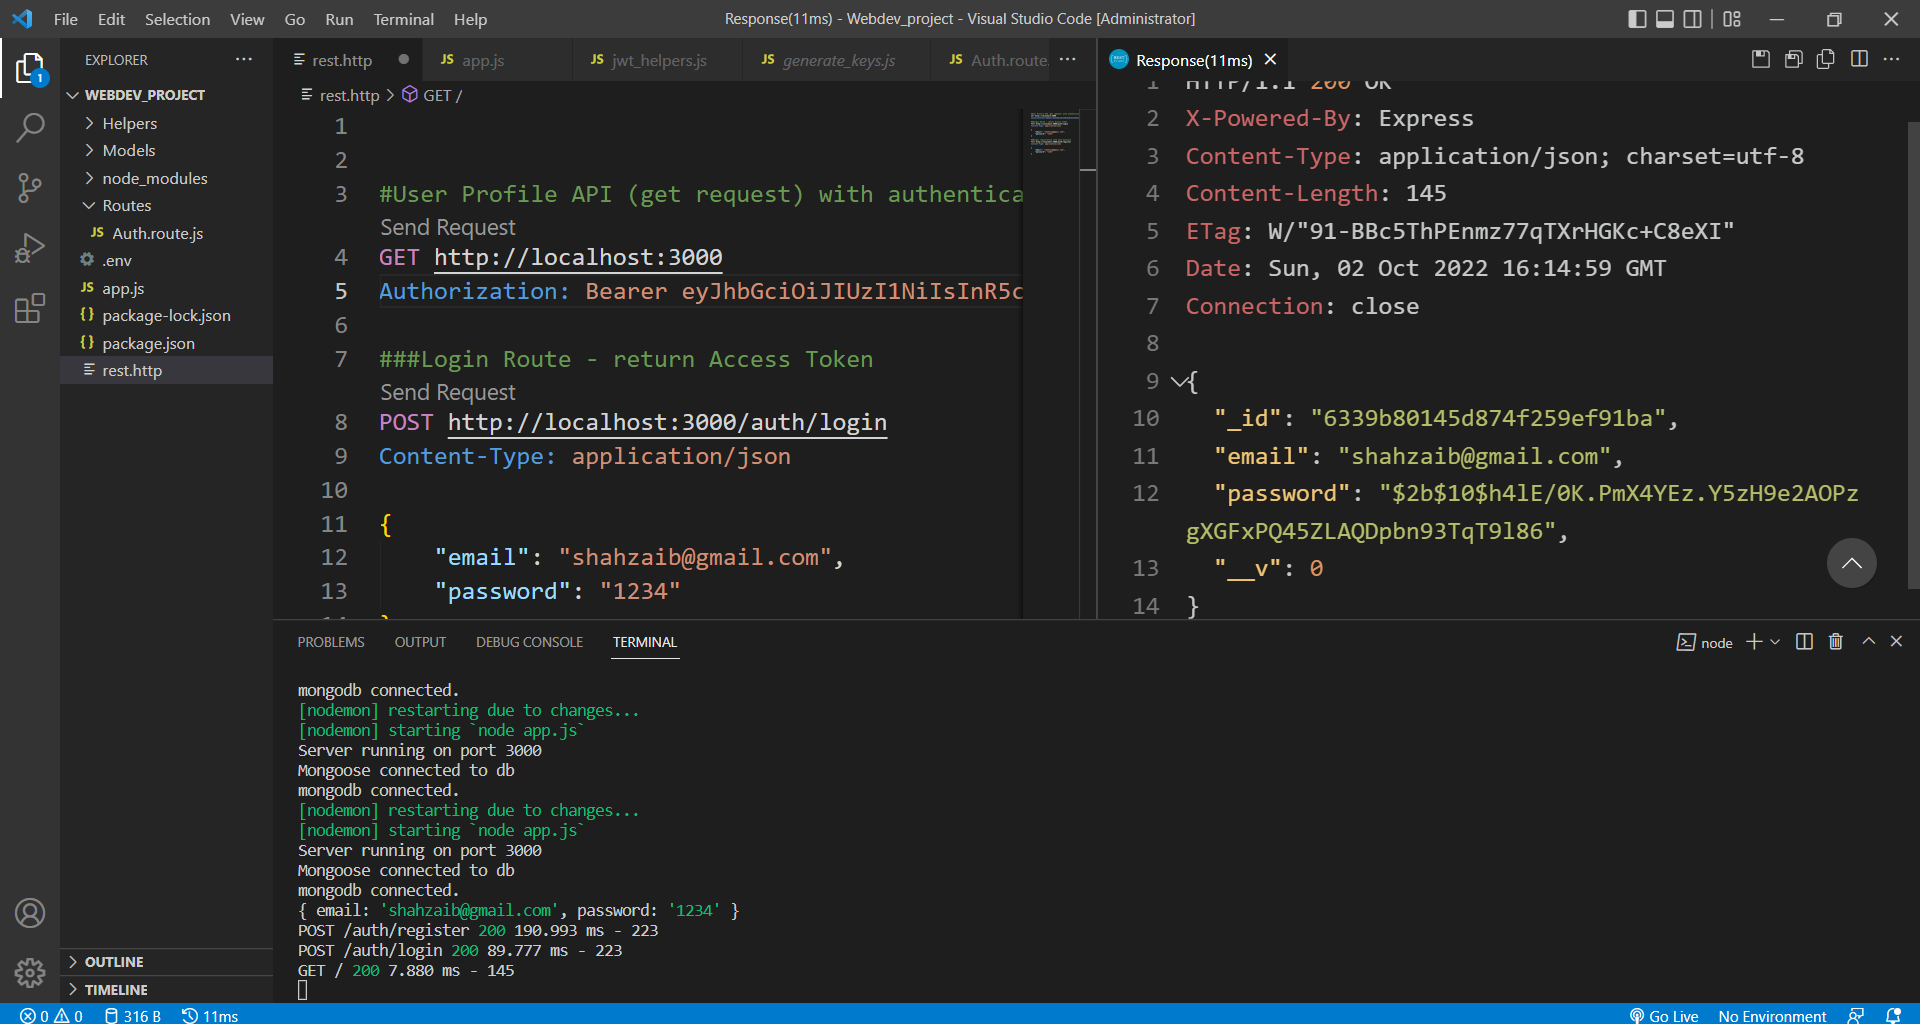 File Edit Selection View Go Run Terminal Help
Response(11ms) - Webdev_project - Visual Studio Code [Administrator]
EXPLORER ···
1
WEBDEV_PROJECT
Helpers
Models
node_modules
Routes
JS Auth.route.js
.env
JS app.js
{} package-lock.json
{} package.json
rest.http
OUTLINE
TIMELINE
rest.http
JS app.js
JS jwt_helpers.js
JS generate_keys.js
JS Auth.route.
···
rest.http > GET /
1
2
3 #User Profile API (get request) with authentica
Send Request
4 GET http://localhost:3000
5 Authorization: Bearer eyJhbGciOiJIUzI1NiIsInR5c
6
7 ###Login Route - return Access Token
Send Request
8 POST http://localhost:3000/auth/login
9 Content-Type: application/json
10
11 {
12 "email": "shahzaib@gmail.com",
13 "password": "1234"
14 }
Response(11ms)
···
1 HTTP/1.1 200 OK
2 X-Powered-By: Express
3 Content-Type: application/json; charset=utf-8
4 Content-Length: 145
5 ETag: W/"91-BBc5ThPEnmz77qTXrHGKc+C8eXI"
6 Date: Sun, 02 Oct 2022 16:14:59 GMT
7 Connection: close
8
9 {
10 "_id": "6339b80145d874f259ef91ba",
11 "email": "shahzaib@gmail.com",
12 "password": "$2b$10$h4lE/0K.PmX4YEz.Y5zH9e2AOPz
gXGFxPQ45ZLAQDpbn93TqT9l86",
13 "__v": 0
14 }
PROBLEMS OUTPUT DEBUG CONSOLE TERMINAL
node
mongodb connected.
[nodemon] restarting due to changes...
[nodemon] starting `node app.js`
Server running on port 3000
Mongoose connected to db
mongodb connected.
[nodemon] restarting due to changes...
[nodemon] starting `node app.js`
Server running on port 3000
Mongoose connected to db
mongodb connected.
{ email: 'shahzaib@gmail.com', password: '1234' }
POST /auth/register 200 190.993 ms - 223
POST /auth/login 200 89.777 ms - 223
GET / 200 7.880 ms - 145
0 0 316 B 11ms
Go Live No Environment